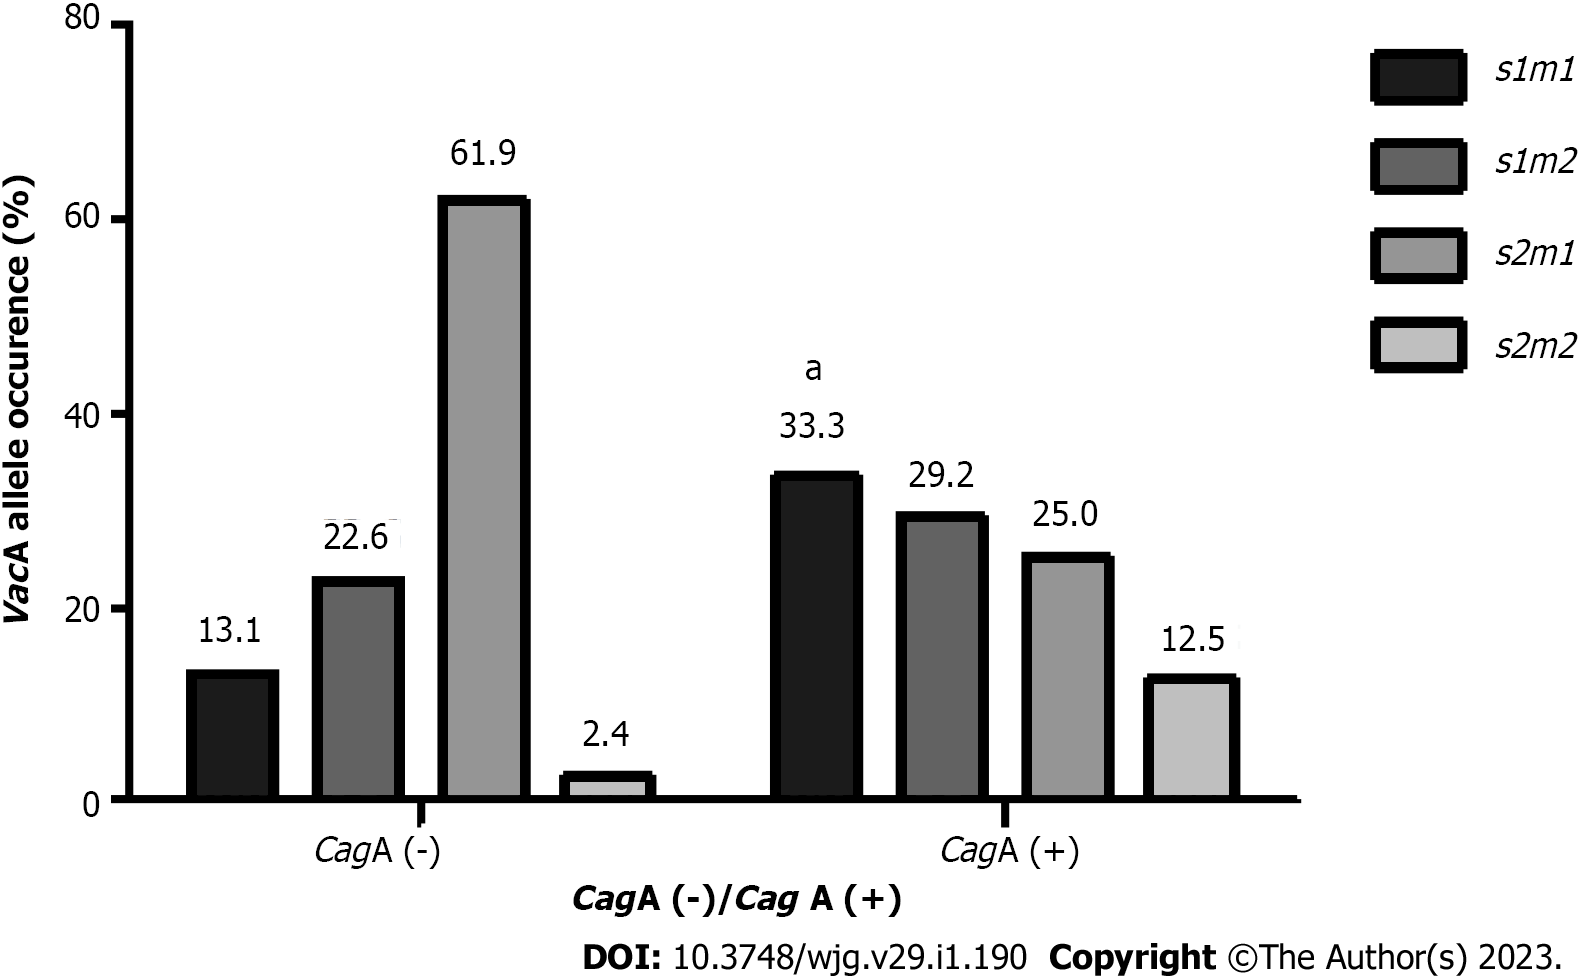 80
60
40
20
0
VacA allele occurence (%)
13.1
22.6
61.9
2.4
a
33.3
29.2
25.0
12.5
s1m1
s1m2
s2m1
s2m2
CagA (-)
CagA (+)
CagA (-)/Cag A (+)
DOI: 10.3748/wjg.v29.i1.190 Copyright ©The Author(s) 2023.